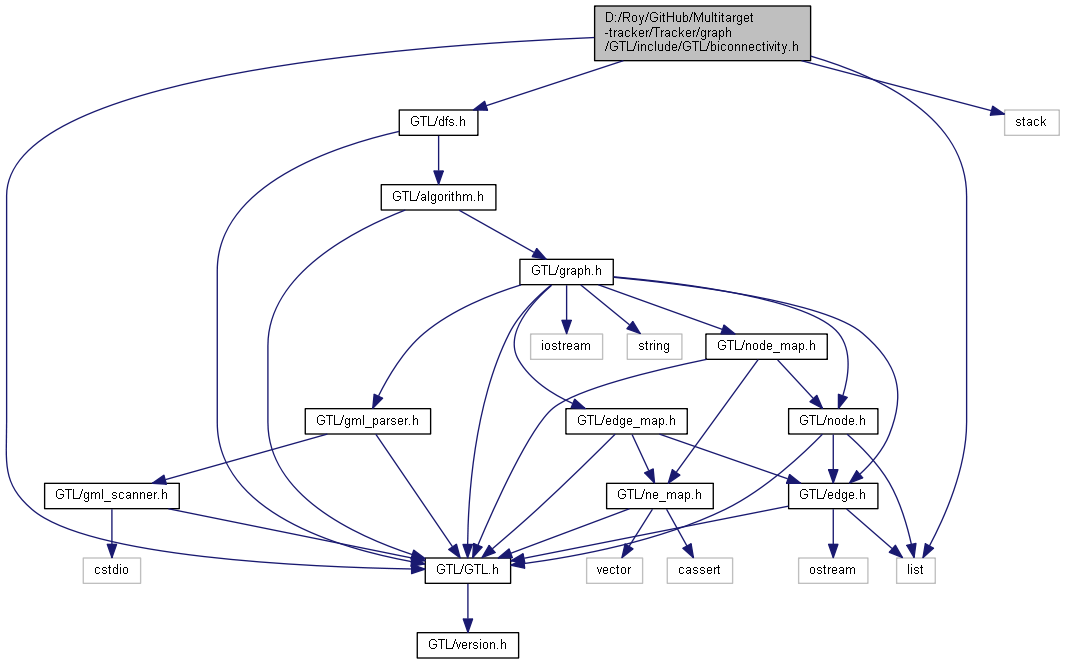 D:/Roy/GitHub/Multitarget
-tracker/Tracker/graph
/GTL/include/GTL/biconnectivity.h
GTL/dfs.h
stack
GTL/algorithm.h
GTL/graph.h
iostream
string
GTL/node_map.h
GTL/gml_parser.h
GTL/edge_map.h
GTL/node.h
GTL/gml_scanner.h
GTL/ne_map.h
GTL/edge.h
cstdio
GTL/GTL.h
vector
cassert
ostream
list
GTL/version.h